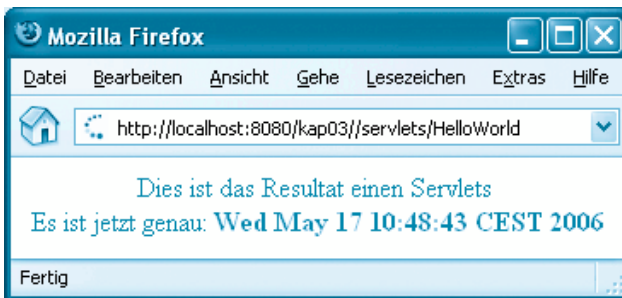 Mozilla Firefox
Datei Bearbeiten Ansicht Gehe Lesezeichen Extras Hilfe
http://localhost:8080/kap03//servlets/HelloWorld
Dies ist das Resultat einen Servlets
Es ist jetzt genau: Wed May 17 10:48:43 CEST 2006
Fertig